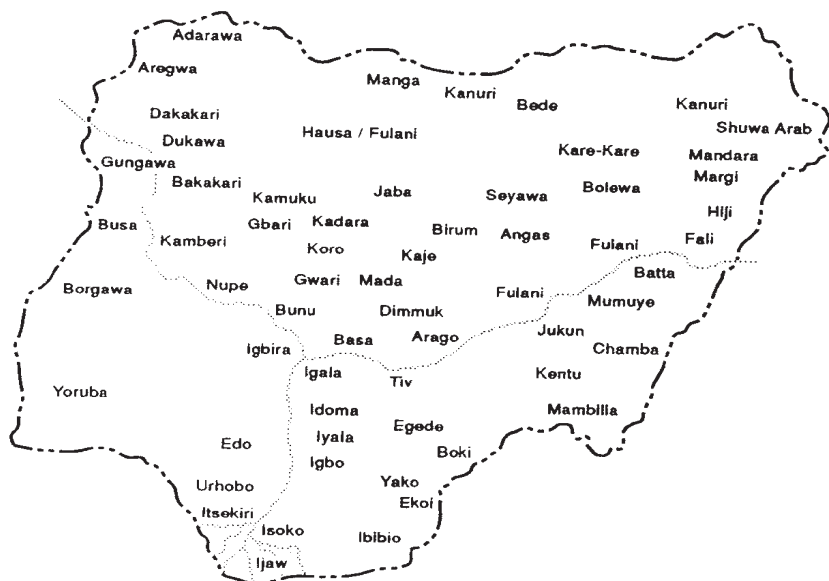 Adarawa
Aregwa
Manga
Kanuri
Bede
Kanuri
Dakakari
Shuwa Arab
Hausa / Fulani
Dukawa
Kare-Kare
Mandara
Gungawa
Margi
Bakakari
Kamuku
Jaba
Seyawa
Bolewa
Hiji
Busa
Gbari
Kadara
Birum
Angas
Fali
Kamberi
Koro
Kaje
Fulani
Batta
Borgawa
Nupe
Gwari
Mada
Fulani
Mumuye
Bunu
Dimmuk
Jukun
Igbira
Basa
Arago
Chamba
Igala
Tiv
Kentu
Yoruba
Idoma
Mambilla
Edo
Iyala
Egede
Igbo
Boki
Urhobo
Yako
Ekoi
Itsekiri
Isoko
Ibibio
Ijaw